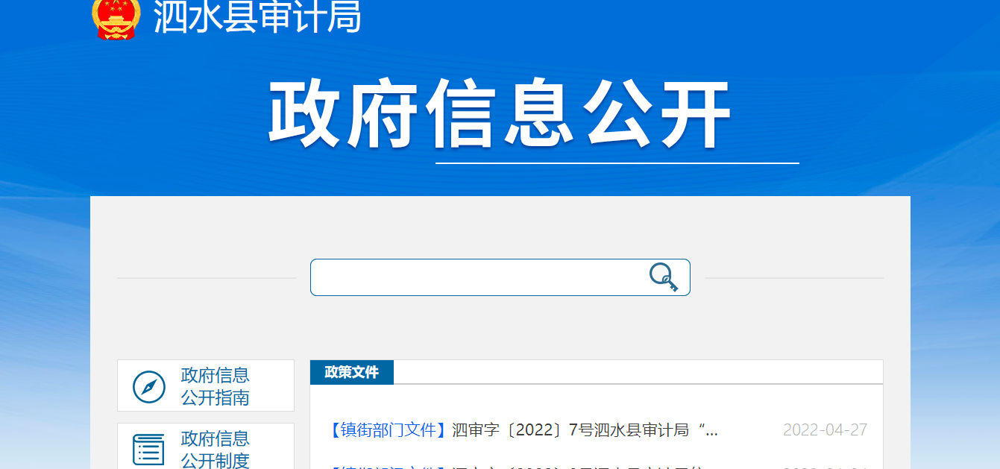 泗水县审计局
政府信息公开
政府信息
公开指南
政策文件
【镇街部门文件】泗审字〔2022〕7号泗水县审计局“... 2022-04-27
政府信息
公开制度